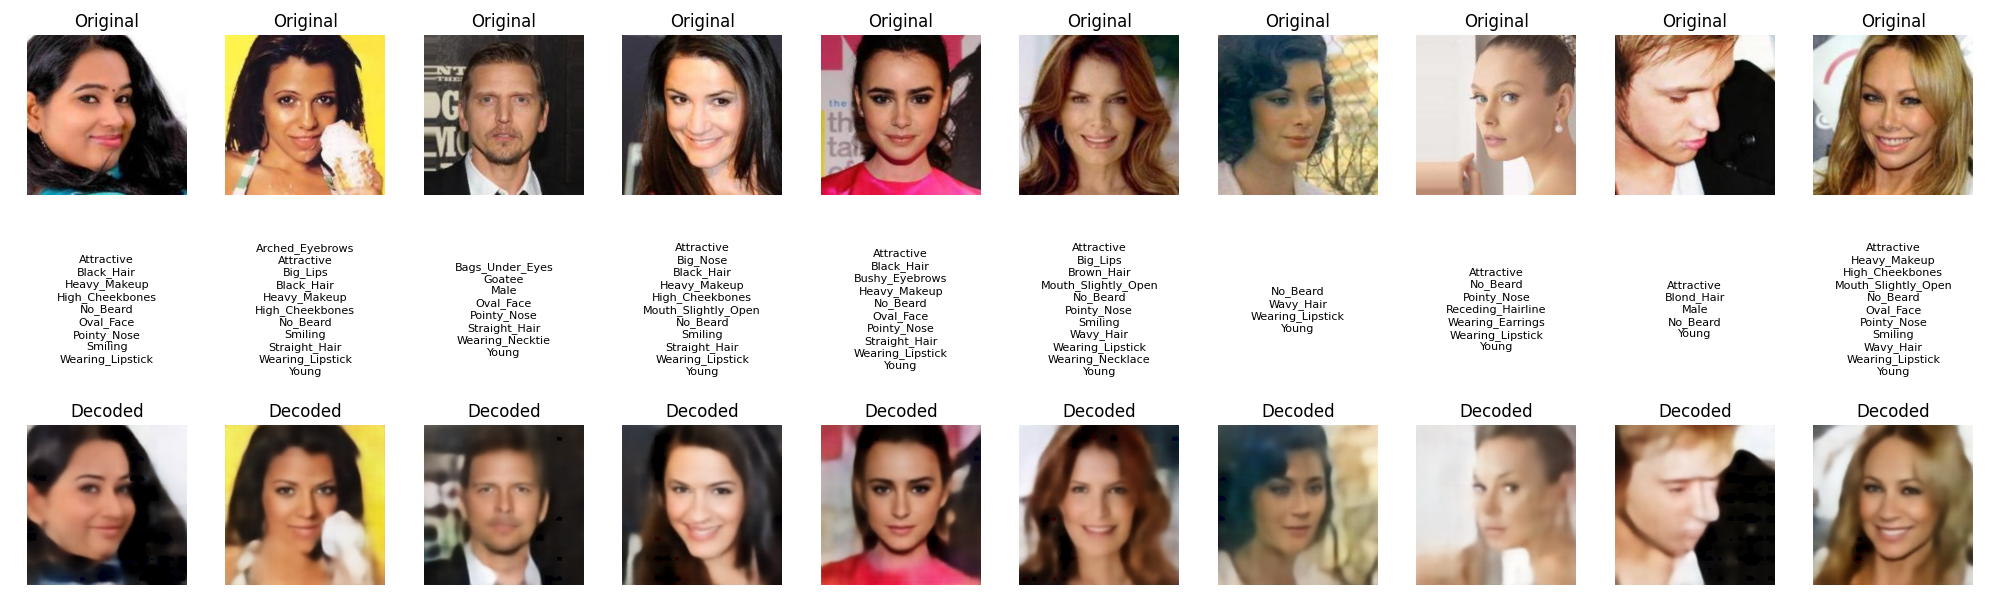 Original
Original
Original
Original
Original
Original
Original
Original
Original
Original
the
the
ta
NT
THE
Attractive
Black_Hair
Heavy_Makeup
High_Cheekbones
No_Beard
Oval_Face
Pointy_Nose
Smiling
Wearing_Lipstick
Arched_Eyebrows
Attractive
Big_Lips
Black_Hair
Heavy_Makeup
High_Cheekbones
No_Beard
Smiling
Straight_Hair
Wearing_Lipstick
Young
Bags_Under_Eyes
Goatee
Male
Oval_Face
Pointy_Nose
Straight_Hair
Wearing_Necktie
Young
Attractive
Big_Nose
Black_Hair
Heavy_Makeup
High_Cheekbones
Mouth_Slightly_Open
No_Beard
Smiling
Straight_Hair
Wearing_Lipstick
Young
Attractive
Black_Hair
Bushy_Eyebrows
Heavy_Makeup
No_Beard
Oval_Face
Pointy_Nose
Straight_Hair
Wearing_Lipstick
Young
Attractive
Big_Lips
Brown_Hair
Mouth_Slightly_Open
No_Beard
Pointy_Nose
Smiling
Wavy_Hair
Wearing_Lipstick
Wearing_Necklace
Young
No_Beard
Wavy_Hair
Wearing_Lipstick
Young
Attractive
No_Beard
Pointy_Nose
Receding_Hairline
Wearing_Earrings
Wearing_Lipstick
Young
Attractive
Blond_Hair
Male
No_Beard
Young
Attractive
Heavy_Makeup
High_Cheekbones
Mouth_Slightly_Open
No_Beard
Oval_Face
Pointy_Nose
Smiling
Wavy_Hair
Wearing_Lipstick
Young
Decoded
Decoded
Decoded
Decoded
Decoded
Decoded
Decoded
Decoded
Decoded
Decoded